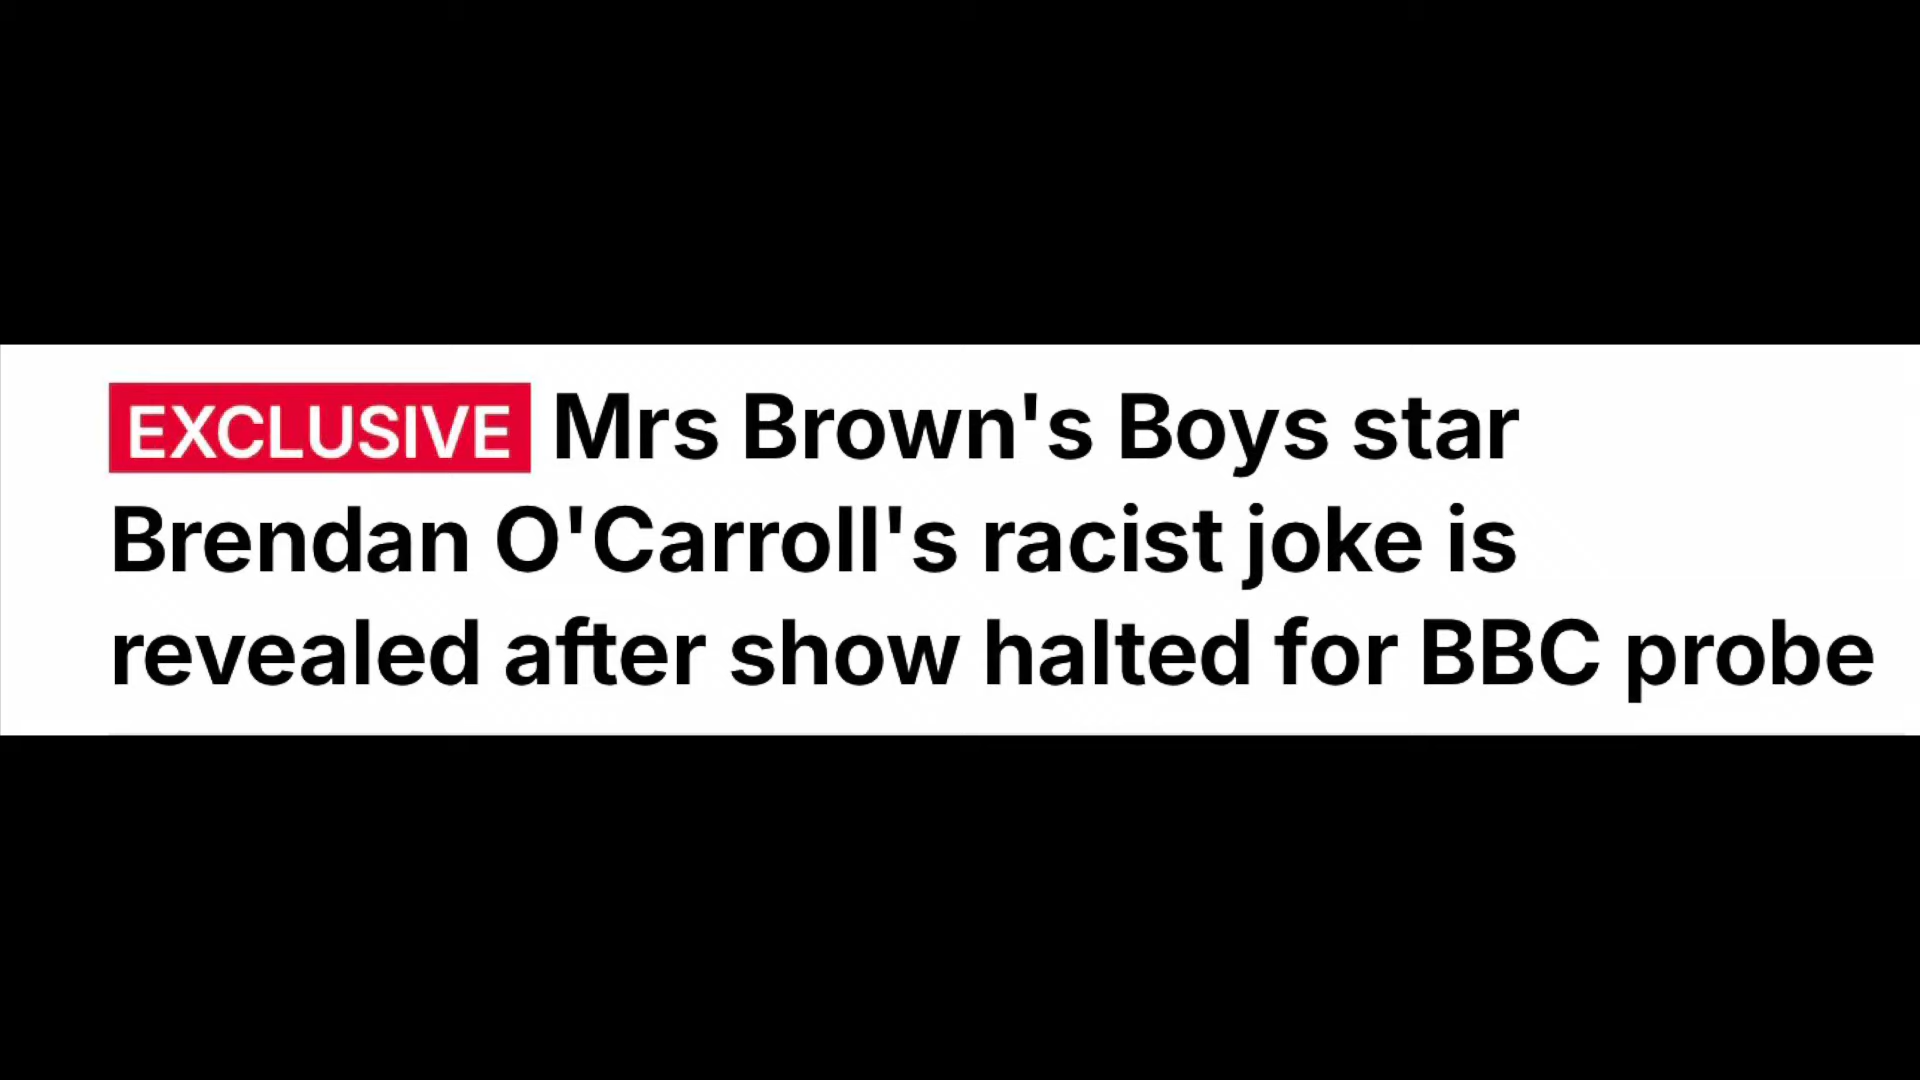 EXCLUSIVE Mrs Brown's Boys star
Brendan O'Carroll's racist joke is
revealed after show halted for BBC probe